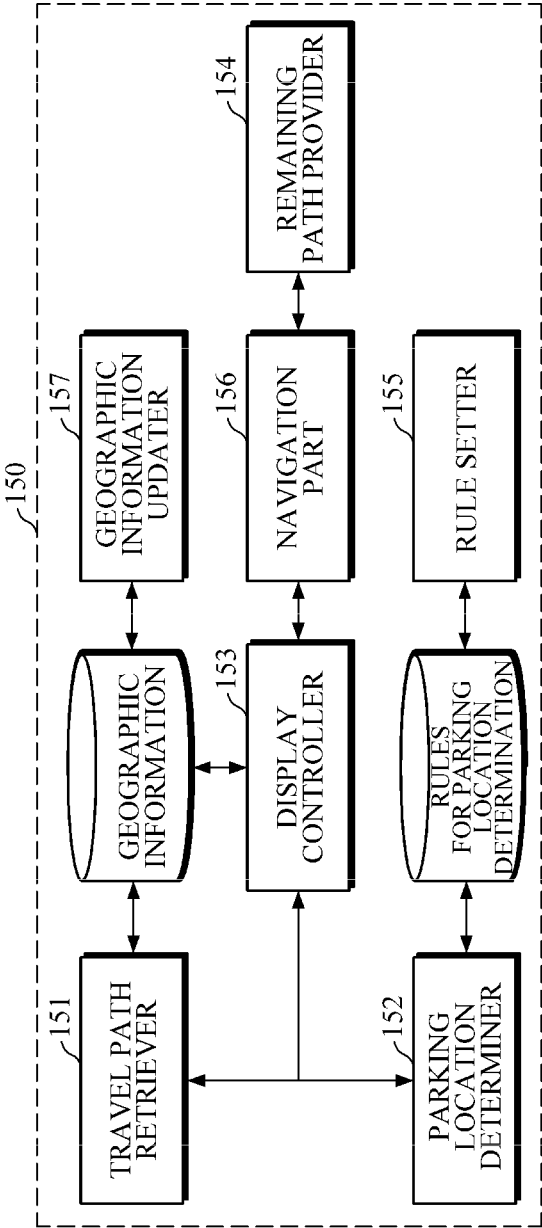 150
151
TRAVEL PATH
RETRIEVER
GEOGRAPHIC
INFORMATION
157
GEOGRAPHIC
INFORMATION
UPDATER
153
DISPLAY
CONTROLLER
156
NAVIGATION
PART
154
REMAINING
PATH PROVIDER
152
PARKING
LOCATION
DETERMINER
RULES
FOR PARKING
LOCATION
DETERMINATION
155
RULE SETTER